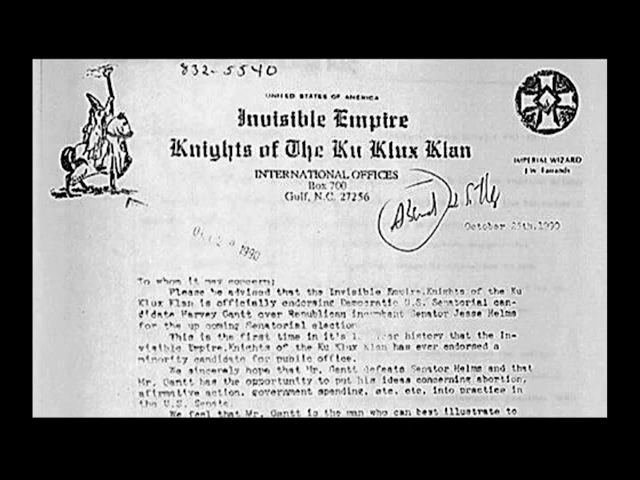 832-5540
UNITED STATES OF AMERICA
Invisible Empire
Knights of The Ku Klux Klan
INTERNATIONAL OFFICES
Box 700
Gulf, N.C. 27256
IMPERIAL WIZARD
J.W. Farrands
October 25th, 1990
1990
To whom it may concern:
Please be advised that the Invisible Empire, Knights of the Ku
Klux Klan is officially endorsing Democratic U.S. Senatorial can-
didate Harvey Gantt over Republican incumbent Senator Jesse Helms
for the up coming Senatorial election.
This is the first time in it's year history that the In-
visible Empire, Knights of the Ku Klux Klan has ever endorsed a
minority candidate for public office.
We sincerely hope that Mr. Gantt defeats Senator Helms and that
Mr. Gantt has the opportunity to put his ideas concerning abortion,
affirmative action, government spending, etc. etc. into practice in
the U.S. Senate.
We feel that Mr. Gantt is the man who can best illustrate to